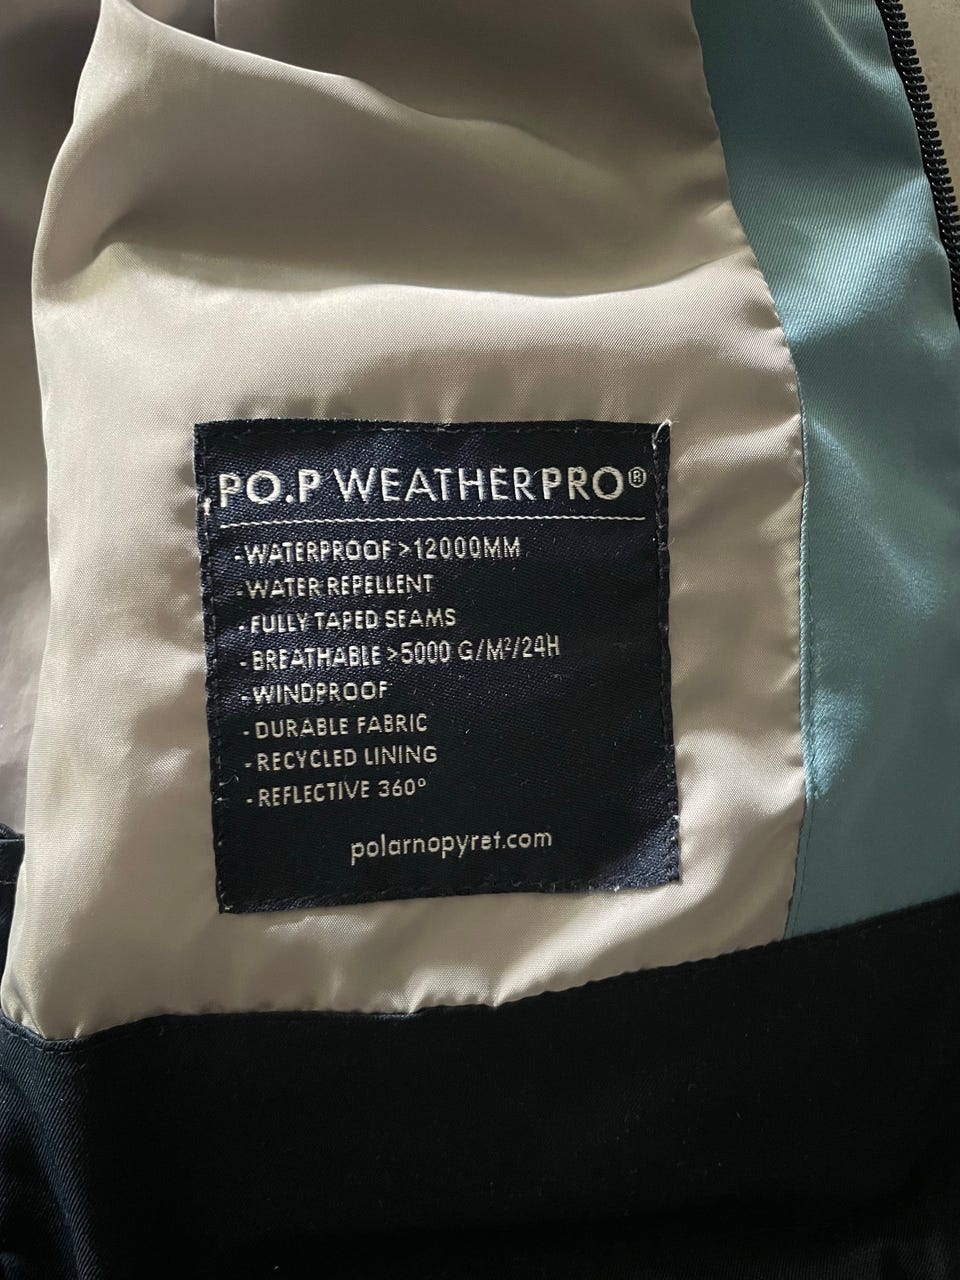 PO.P WEATHERPRO®
- WATERPROOF >12000MM
- WATER REPELLENT
- FULLY TAPED SEAMS
- BREATHABLE >5000 G/M²/24H
- WINDPROOF
- DURABLE FABRIC
- RECYCLED LINING
- REFLECTIVE 360°
polarnopyret.com